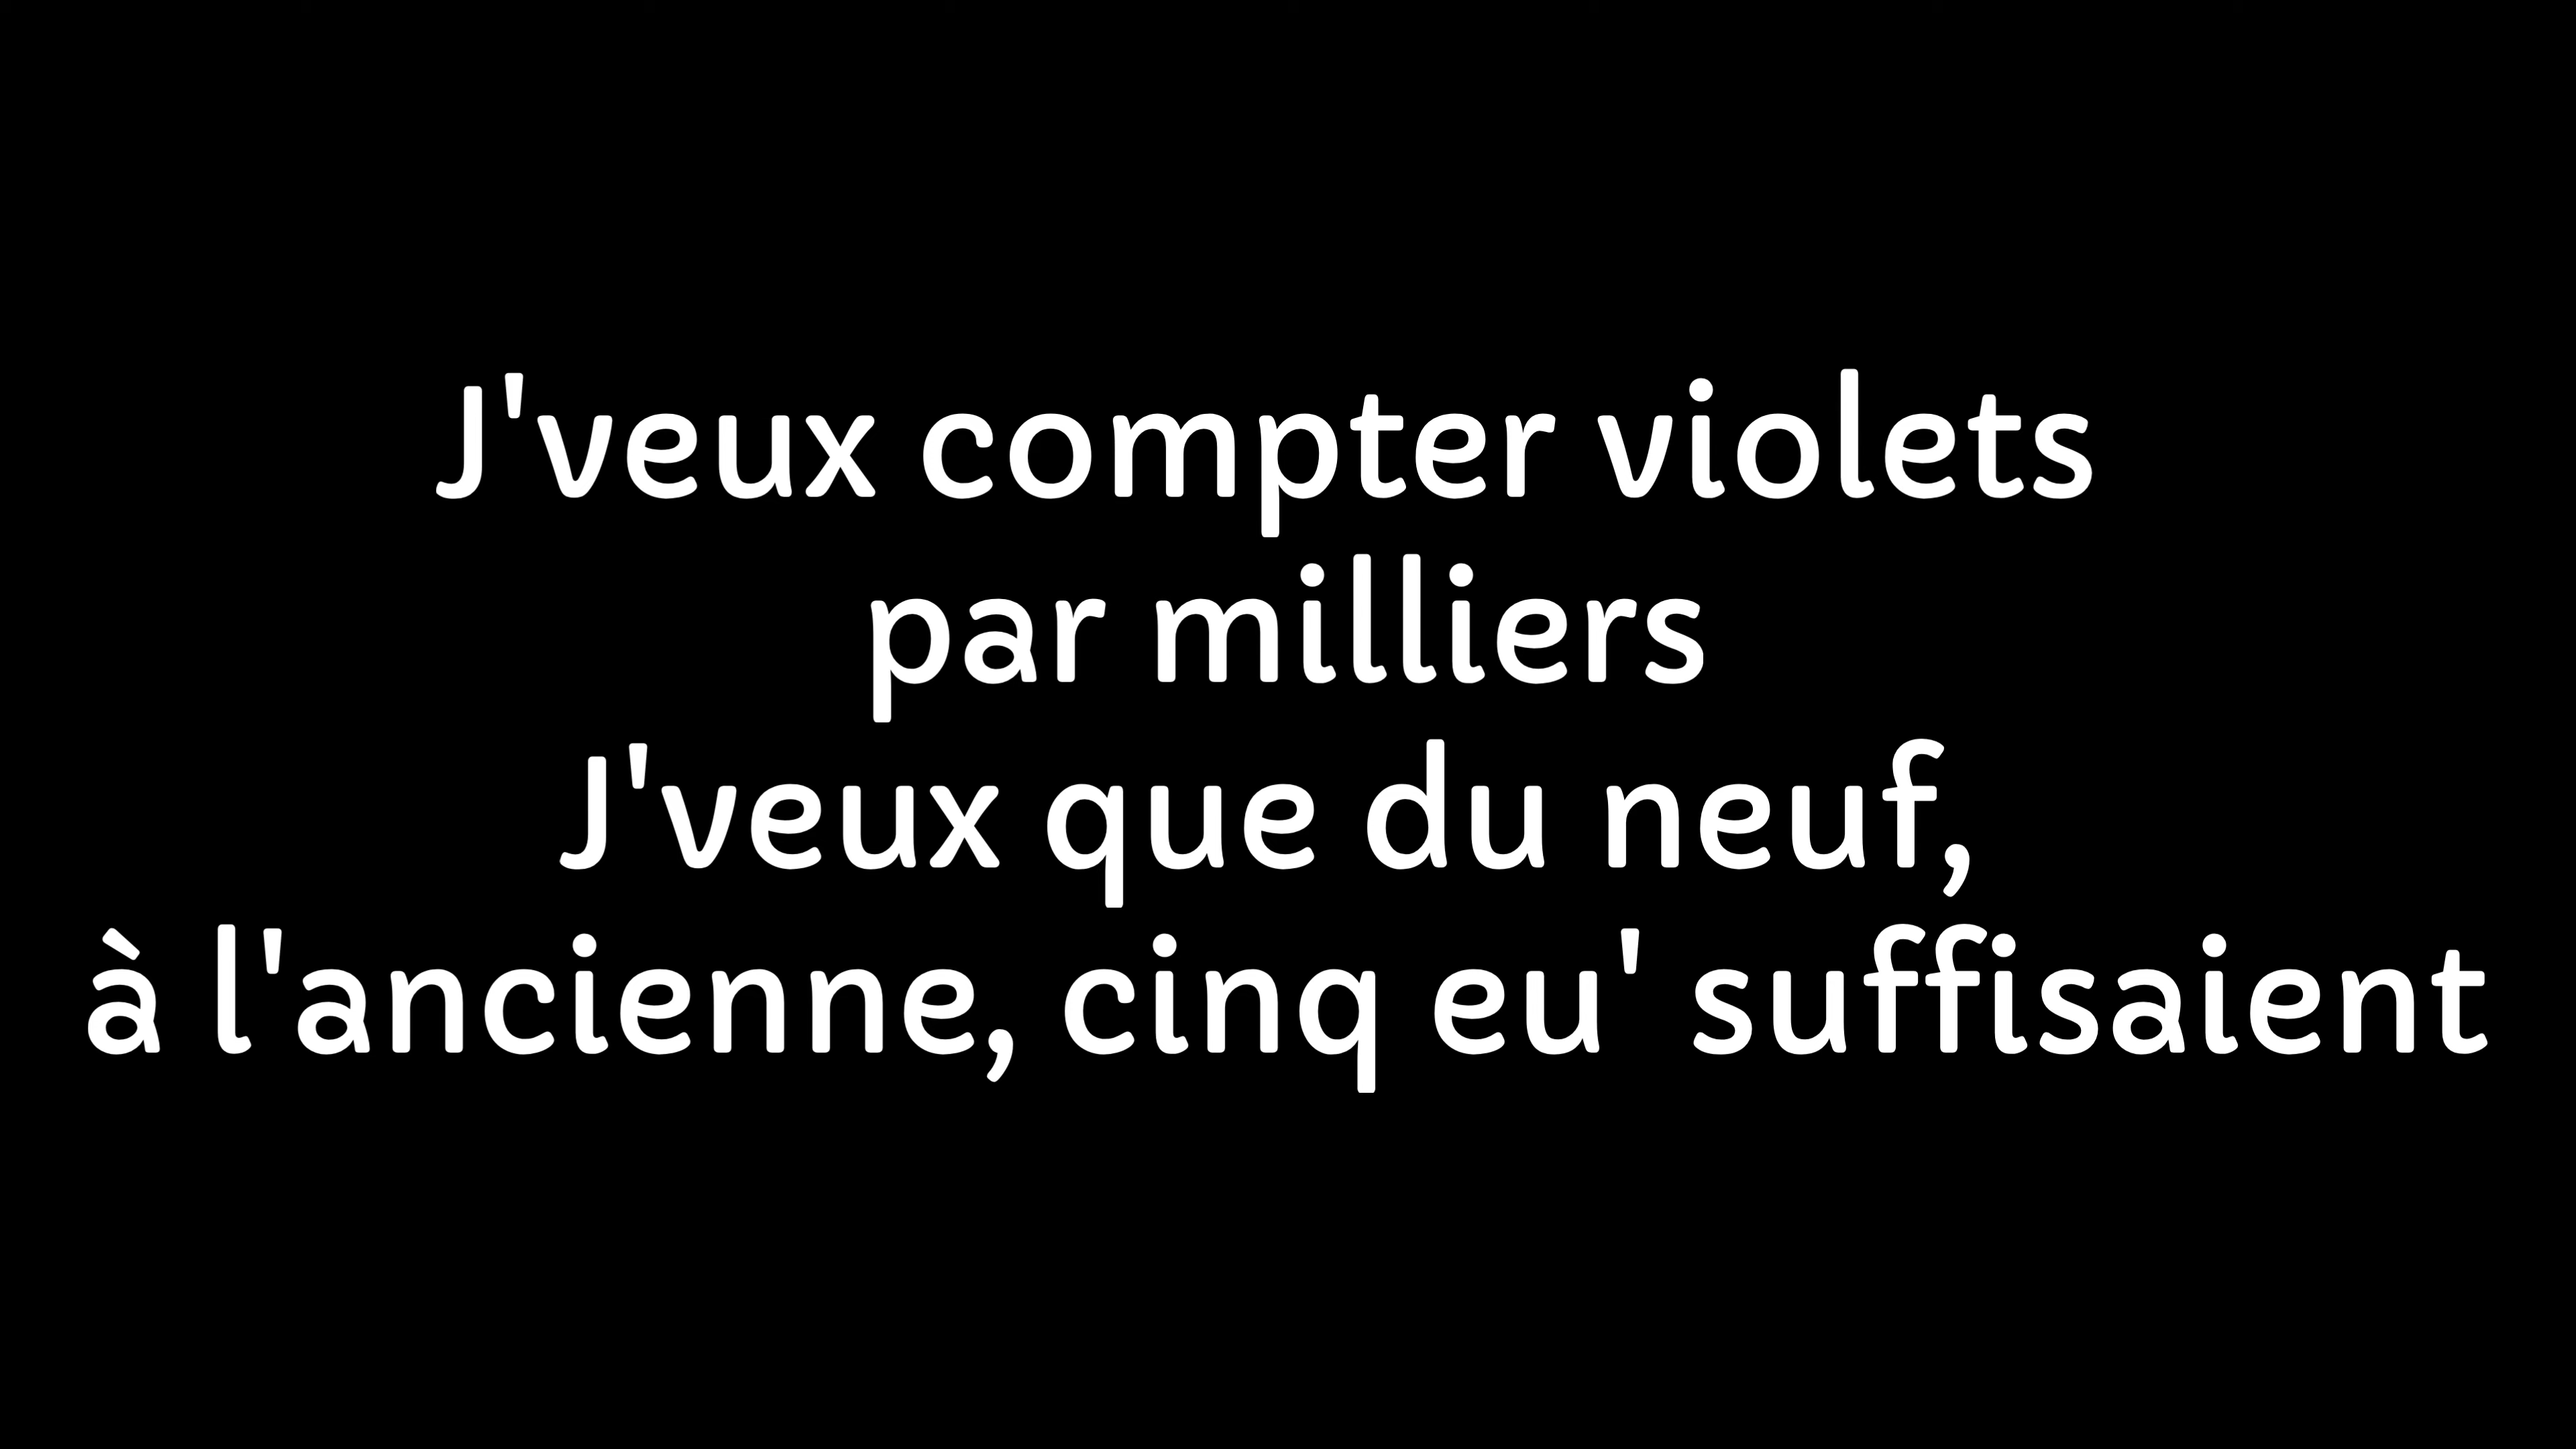 J'veux compter violets
par milliers
J'veux que du neuf,
à l'ancienne, cinq eu' suffisaient